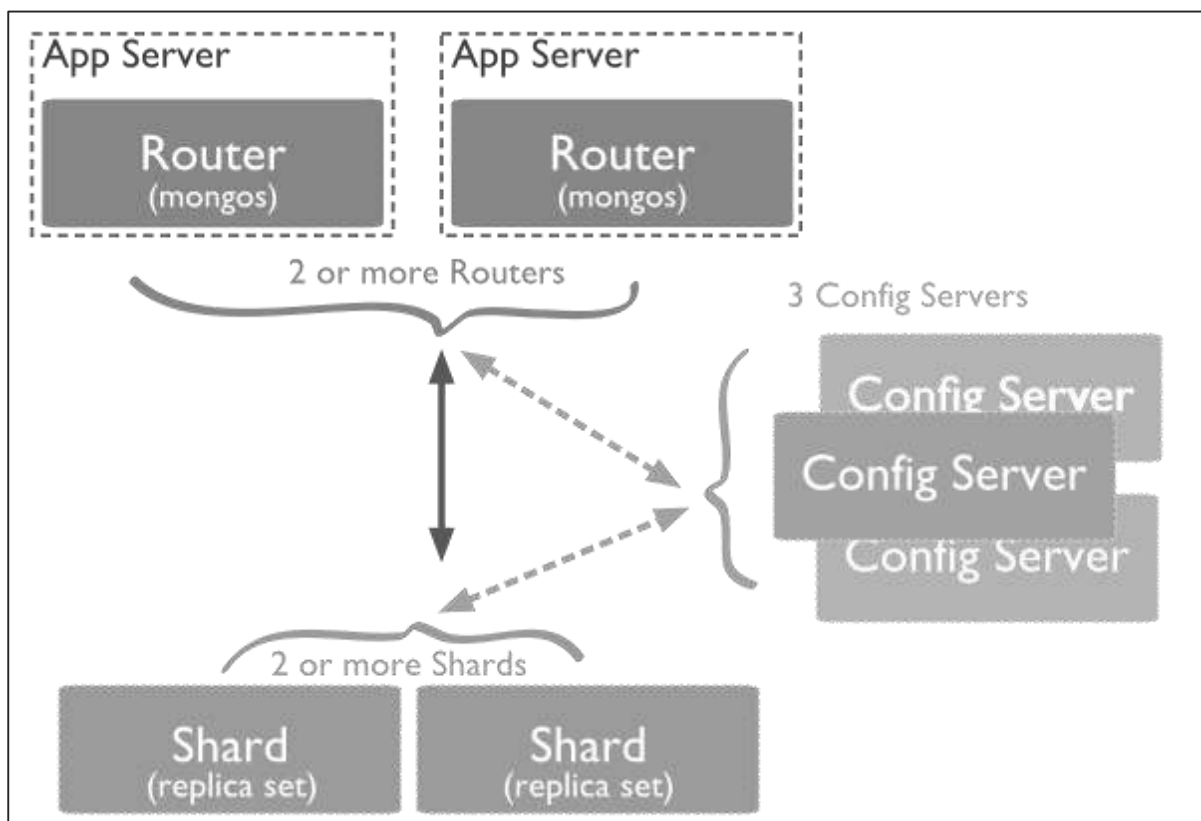 App Server
Router
(mongos)
App Server
Router
(mongos)
2 or more Routers
3 Config Servers
Config Server
Config Server
Config Server
2 or more Shards
Shard
(replica set)
Shard
(replica set)